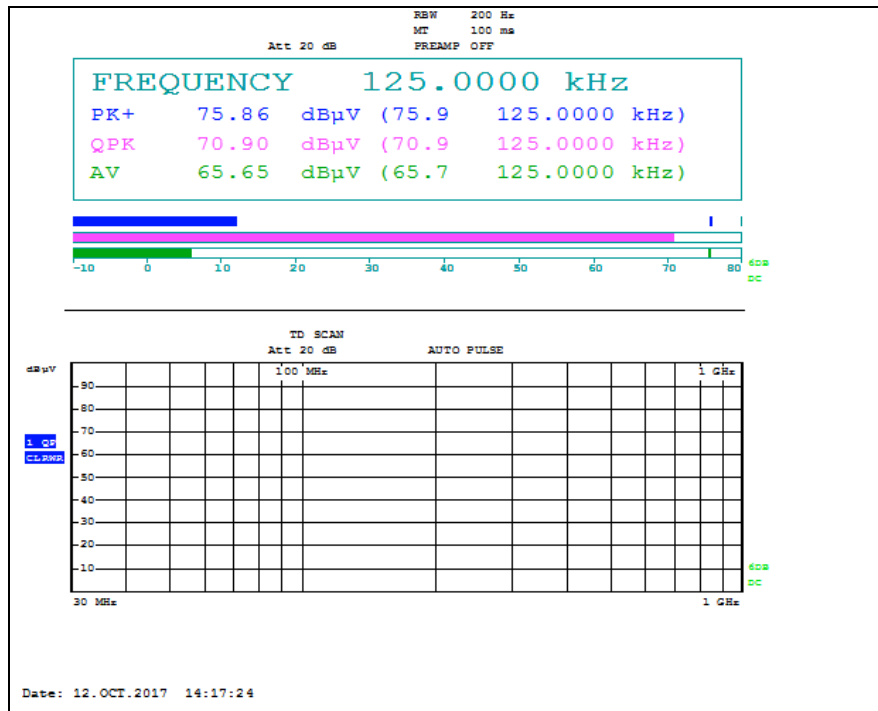 RBW 200 Hz
MT 100 ms
Att 20 dB PREAMP OFF
FREQUENCY 125.0000 kHz
PK+ 75.86 dBµV (75.9 125.0000 kHz)
QPK 70.90 dBµV (70.9 125.0000 kHz)
AV 65.65 dBµV (65.7 125.0000 kHz)
-10 0 10 20 30 40 50 60 70 80
6DB
DC
TD SCAN
Att 20 dB AUTO PULSE
dBµV 100 MHz 1 GHz
90
80
70
1 QP
CLRWR
60
50
40
30
20
10
6DB
DC
30 MHz 1 GHz
Date: 12.OCT.2017 14:17:24